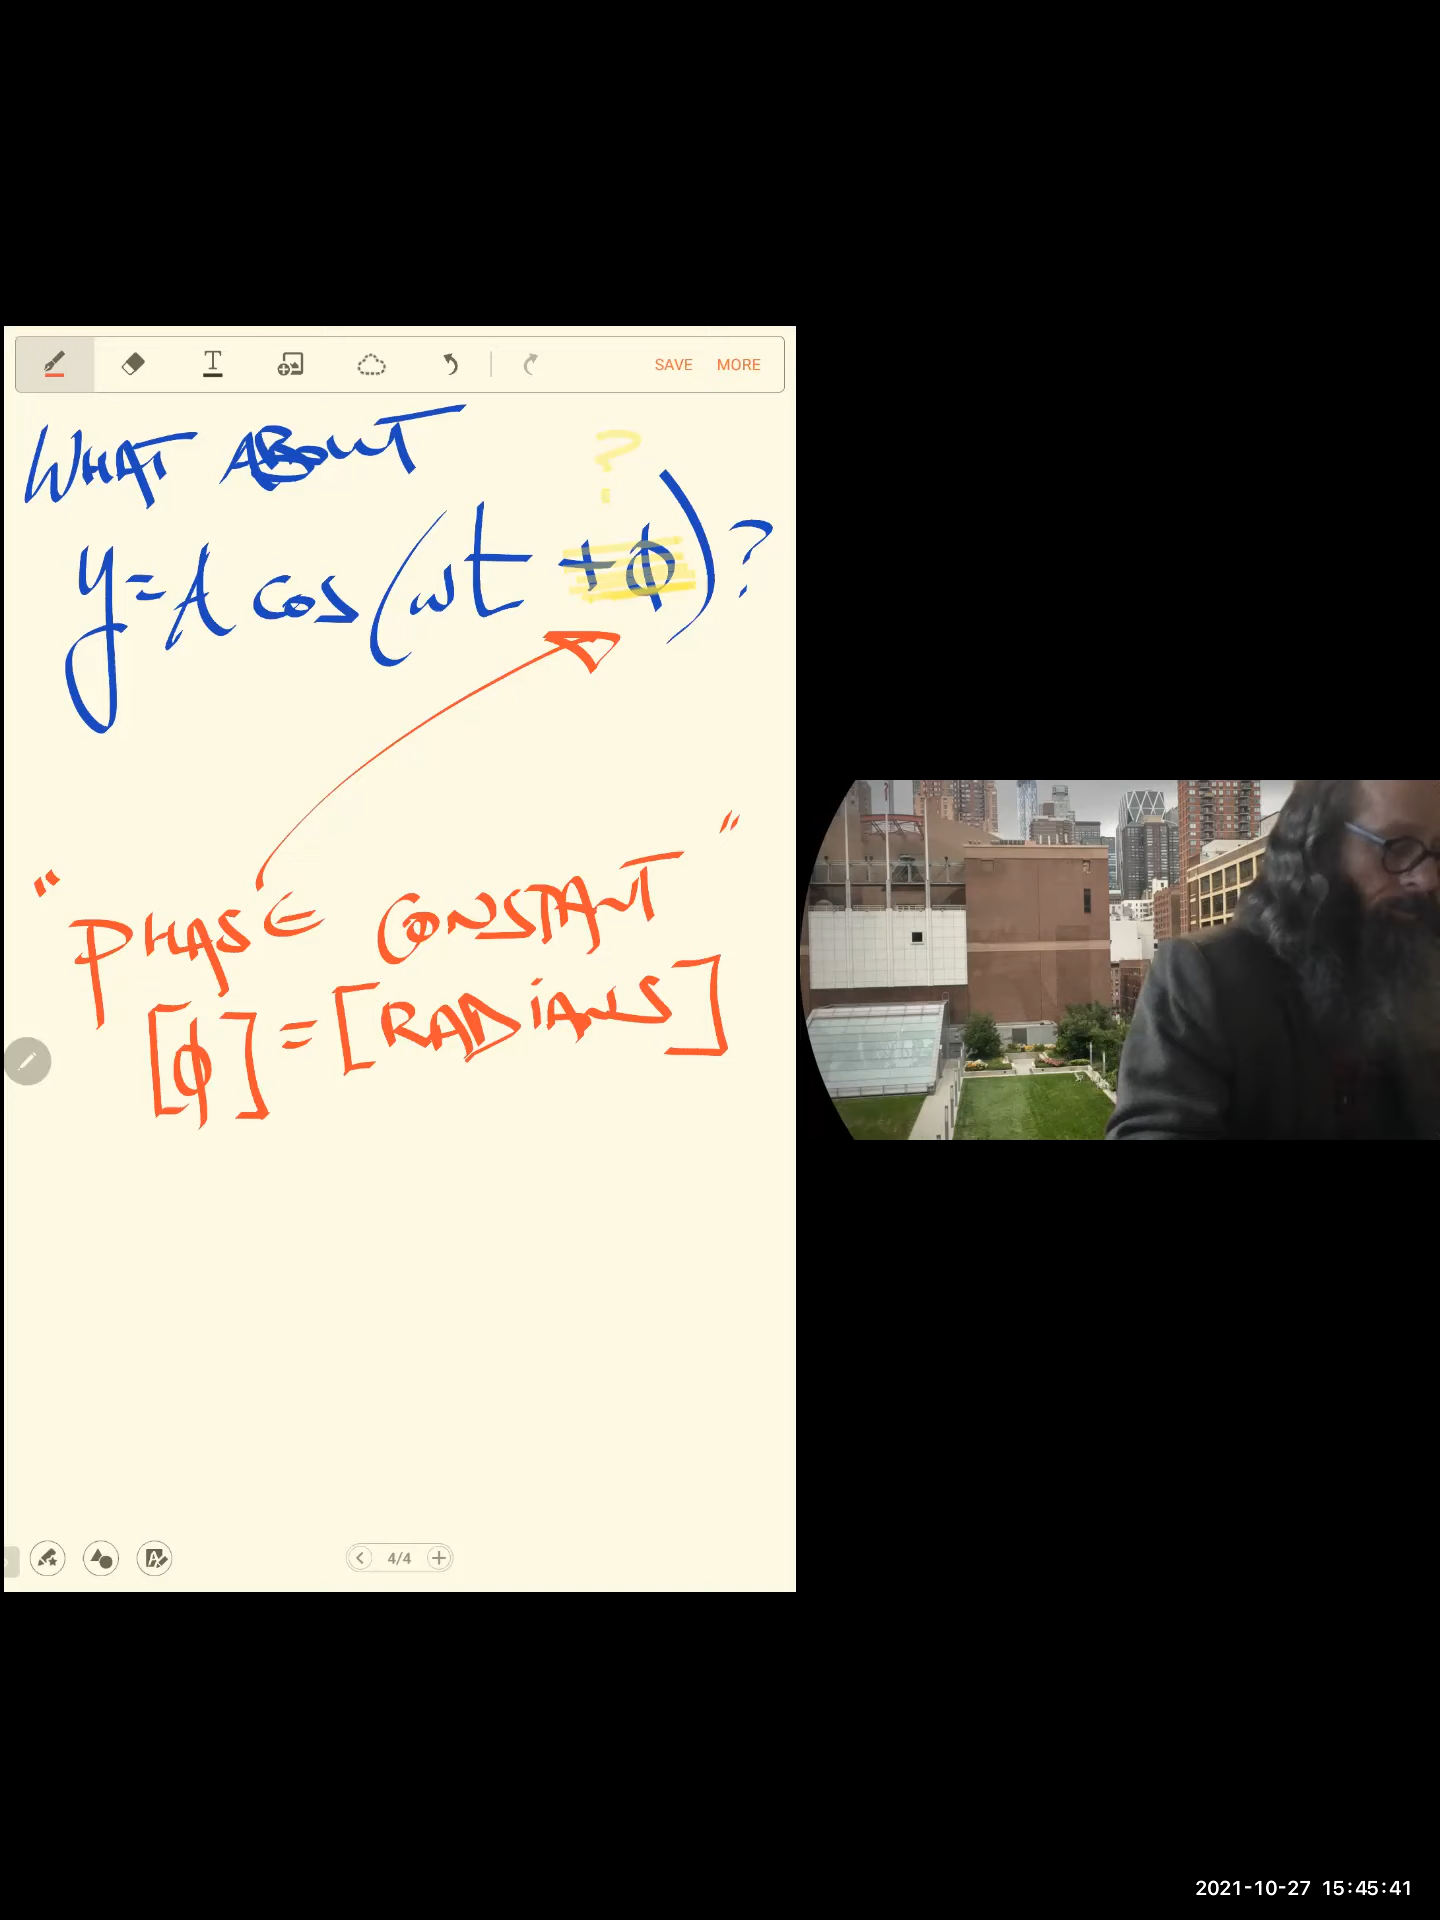 T
SAVE MORE
WHAT ABOUT
?
y=A cos(ωt +ϕ)?
"PHASE CONSTANT"
[ϕ]=[RADIANS]
A
4/4
2021-10-27 15:45:41